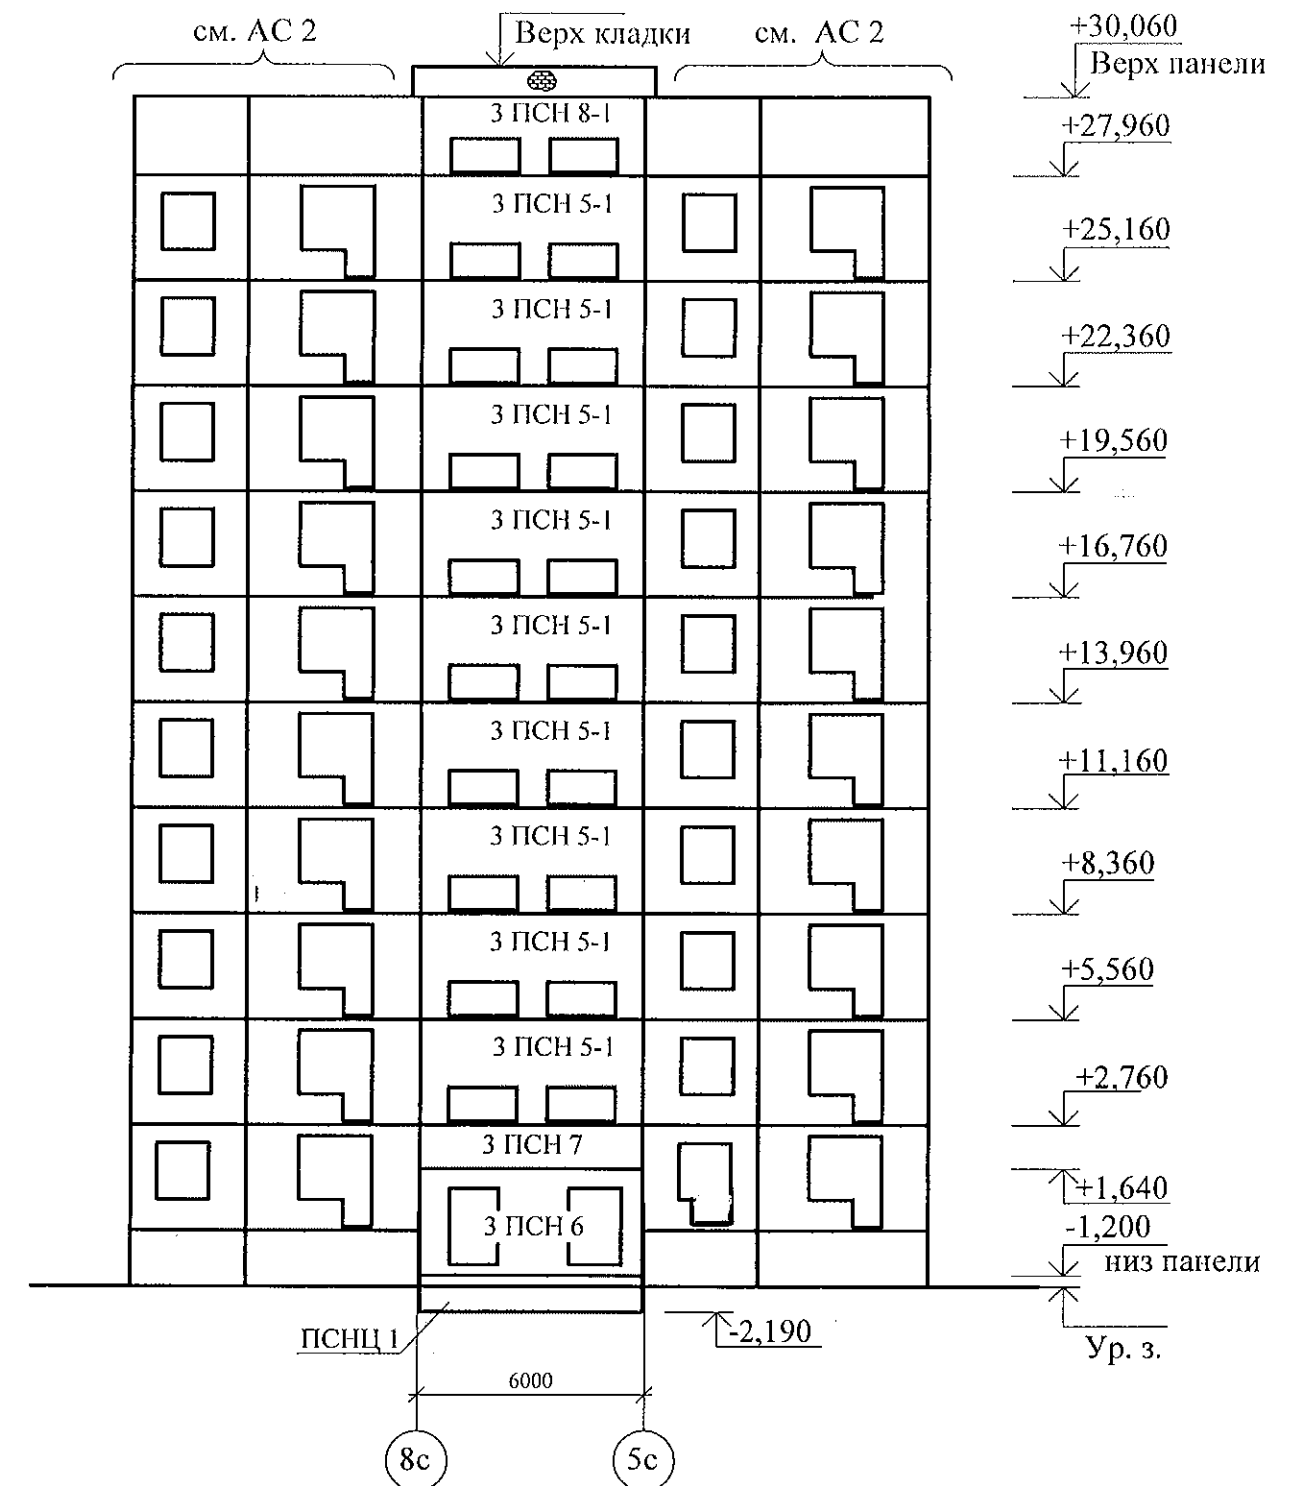 см. АС 2
Верх кладки
см. АС 2
+30,060
Верх панели
3 ПСН 8-1
+27,960
3 ПСН 5-1
+25,160
3 ПСН 5-1
+22,360
3 ПСН 5-1
+19,560
3 ПСН 5-1
+16,760
3 ПСН 5-1
+13,960
3 ПСН 5-1
+11,160
3 ПСН 5-1
+8,360
3 ПСН 5-1
+5,560
3 ПСН 5-1
+2,760
3 ПСН 7
+1,640
3 ПСН 6
-1,200
низ панели
ПСНЦ 1
-2,190
Ур. з.
6000
8с
5с